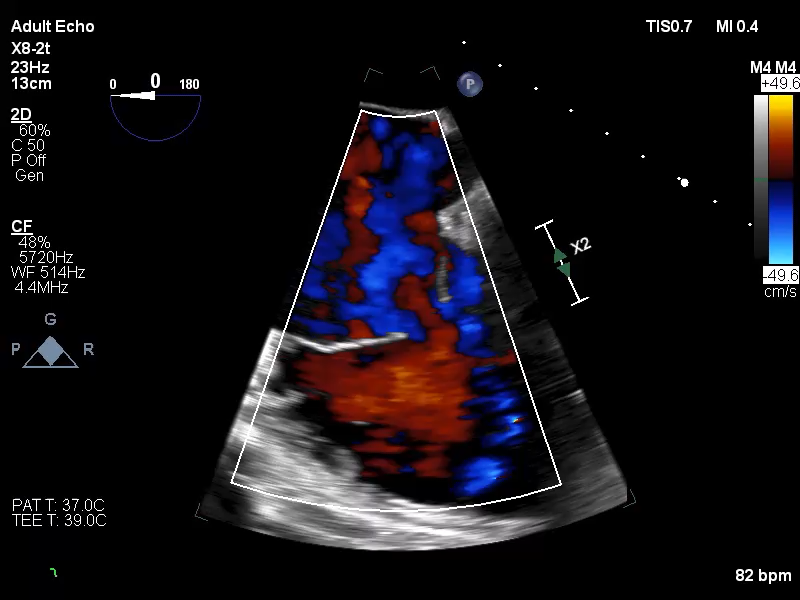 Adult Echo
TIS0.7 MI 0.4
X8-2t
23Hz
13cm
0 0 180
P
M4 M4
+49.6
2D
60%
C 50
P Off
Gen
CF
48%
5720Hz
WF 514Hz
4.4MHz
X2
-49.6
cm/s
G
P R
PAT T: 37.0C
TEE T: 39.0C
82 bpm